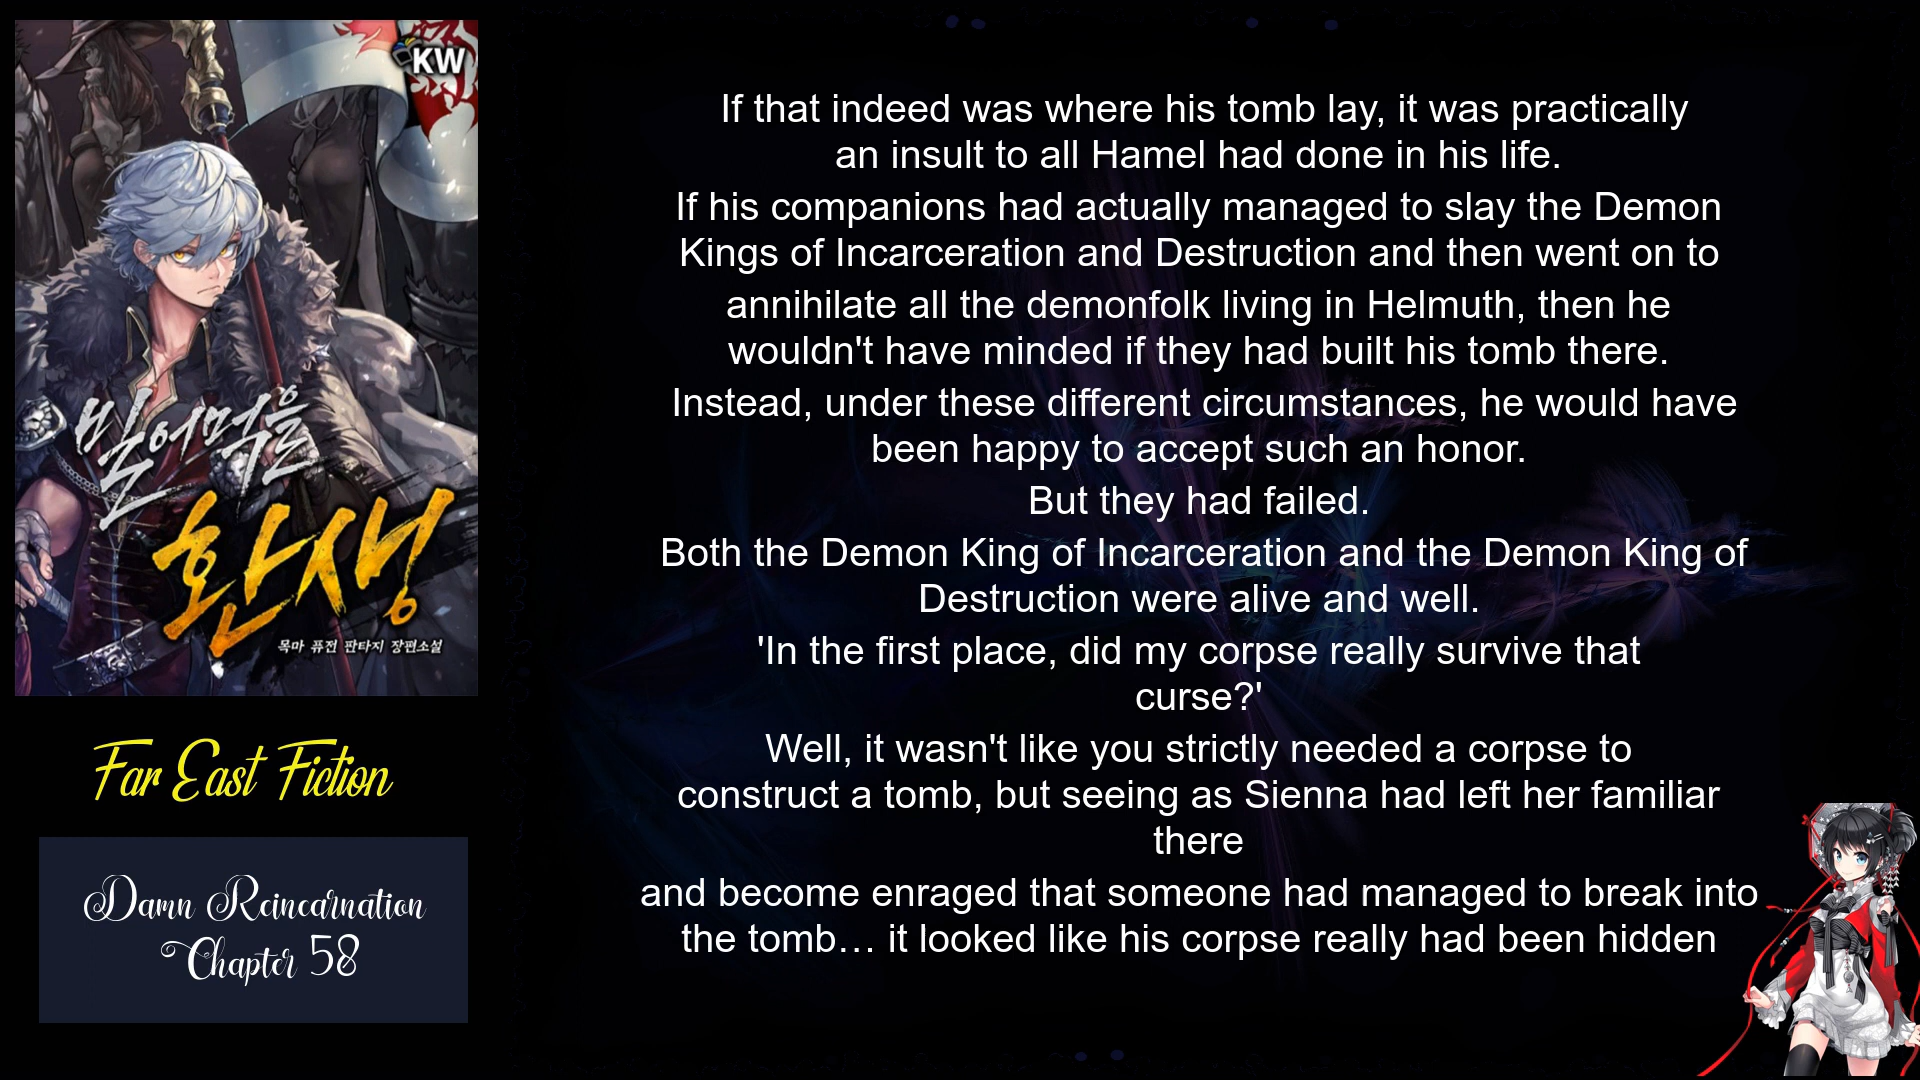 KW
빌어먹을
환생
목마 퓨전 판타지 장편소설
Far East Fiction
Damn Reincarnation
Chapter 58
If that indeed was where his tomb lay, it was practically
an insult to all Hamel had done in his life.
If his companions had actually managed to slay the Demon
Kings of Incarceration and Destruction and then went on to
annihilate all the demonfolk living in Helmuth, then he
wouldn't have minded if they had built his tomb there.
Instead, under these different circumstances, he would have
been happy to accept such an honor.
But they had failed.
Both the Demon King of Incarceration and the Demon King of
Destruction were alive and well.
'In the first place, did my corpse really survive that
curse?'
Well, it wasn't like you strictly needed a corpse to
construct a tomb, but seeing as Sienna had left her familiar
there
and become enraged that someone had managed to break into
the tomb… it looked like his corpse really had been hidden